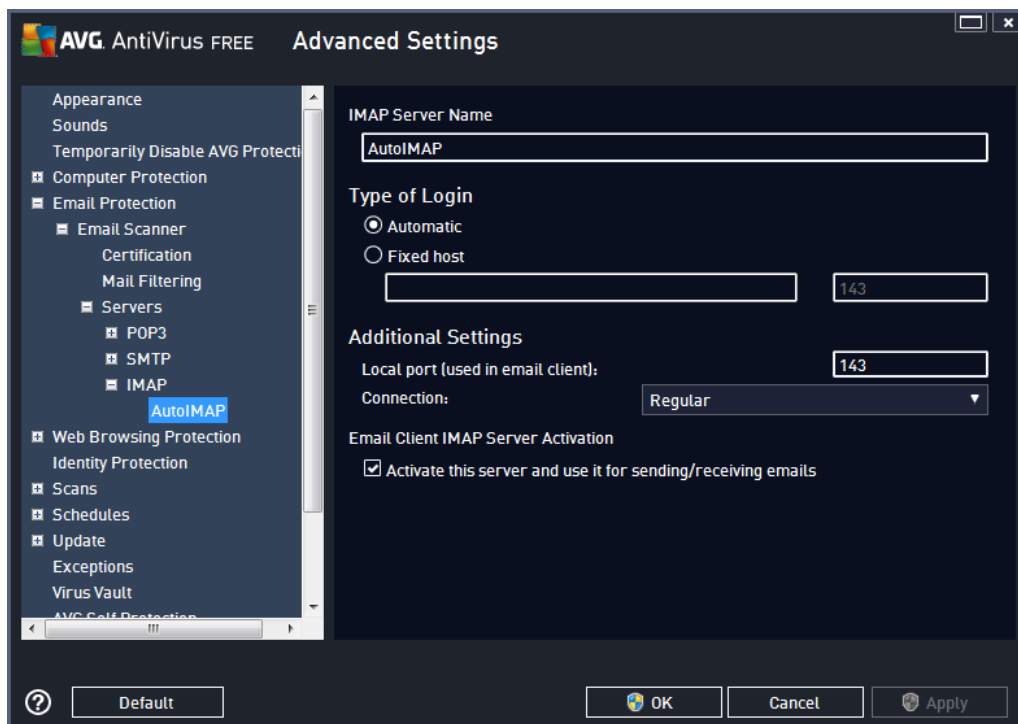 AVG. AntiVirus FREE Advanced Settings
Appearance
Sounds
Temporarily Disable AVG Protecti
Computer Protection
Email Protection
Email Scanner
Certification
Mail Filtering
Servers
POP3
SMTP
IMAP
AutoIMAP
Web Browsing Protection
Identity Protection
Scans
Schedules
Update
Exceptions
Virus Vault
AVG Self Protection
IMAP Server Name
AutoIMAP
Type of Login
Automatic
Fixed host
143
Additional Settings
Local port (used in email client): 143
Connection: Regular
Email Client IMAP Server Activation
Activate this server and use it for sending/receiving emails
Default OK Cancel Apply